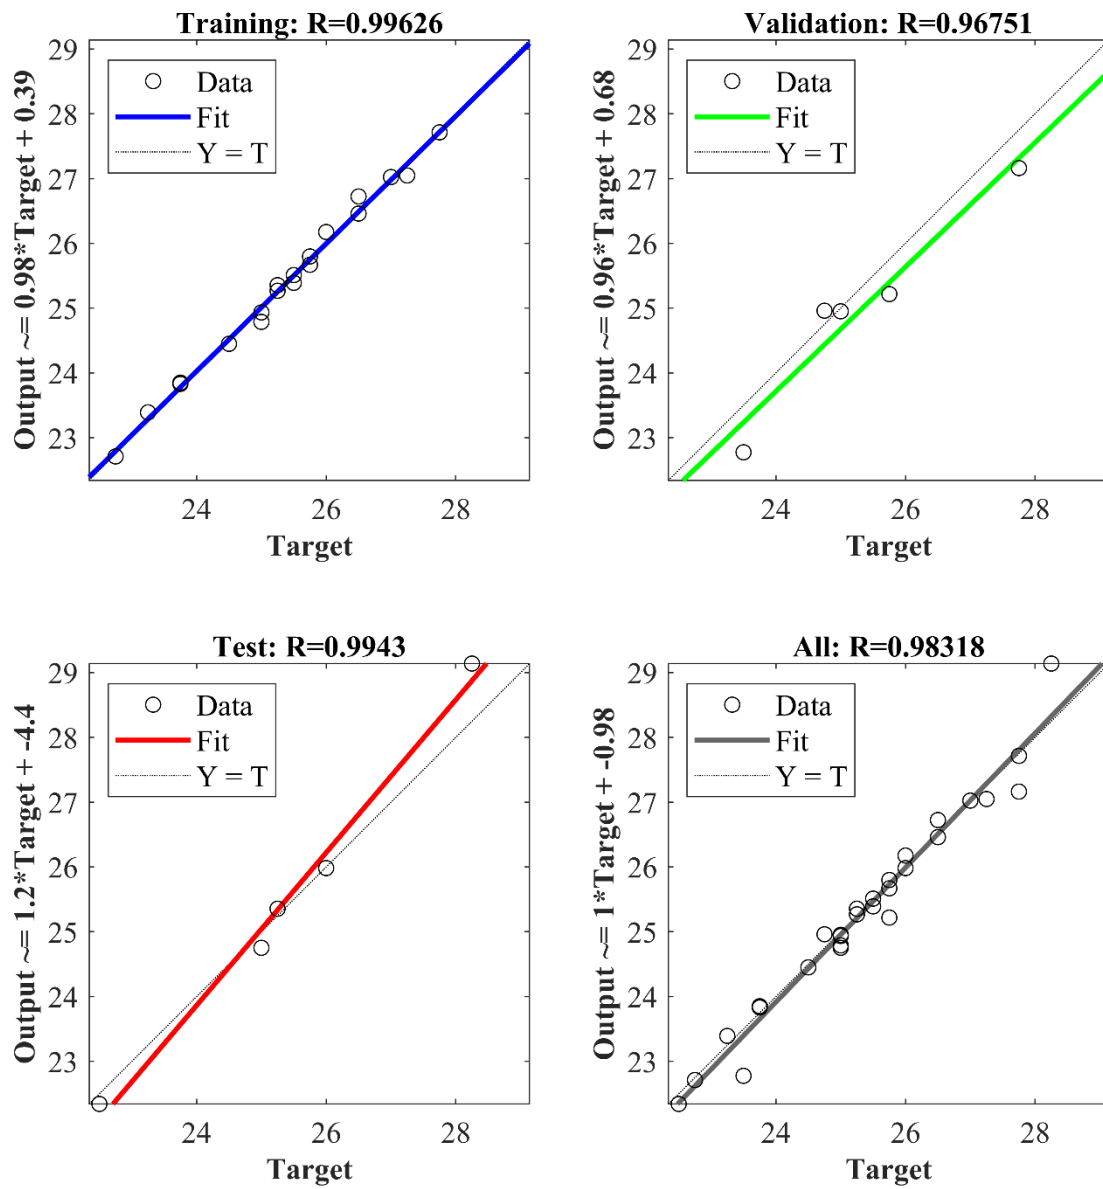 Training: R=0.99626
Output ~= 0.98*Target + 0.39
29
28
27
26
25
24
23
Data
Fit
Y = T
24
26
28
Target
Validation: R=0.96751
Output ~= 0.96*Target + 0.68
29
28
27
26
25
24
23
Data
Fit
Y = T
24
26
28
Target
Test: R=0.9943
Output ~= 1.2*Target + -4.4
29
28
27
26
25
24
23
Data
Fit
Y = T
24
26
28
Target
All: R=0.98318
Output ~= 1*Target + -0.98
29
28
27
26
25
24
23
Data
Fit
Y = T
24
26
28
Target